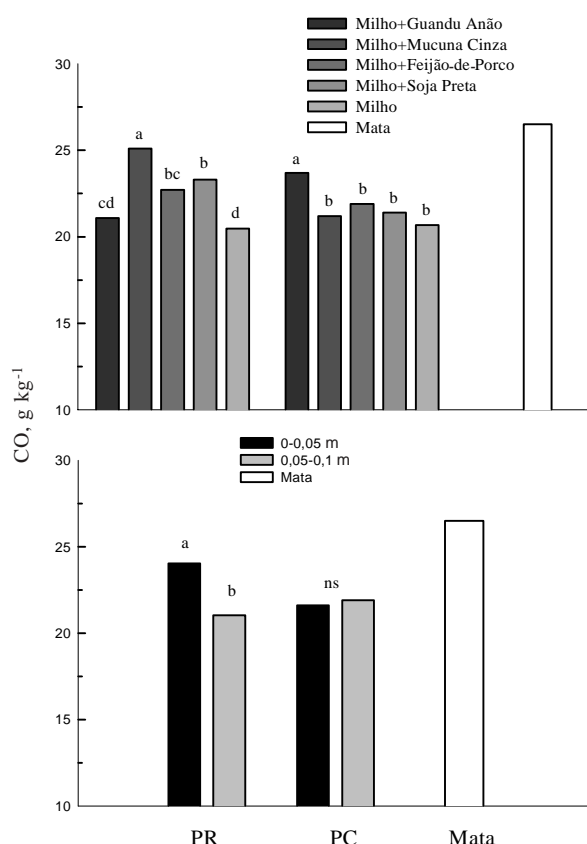 Milho+Guandu Anão
Milho+Mucuna Cinza
Milho+Feijão-de-Porco
Milho+Soja Preta
Milho
Mata
30
25
20
15
10
cd a bc b d a b b b b
CO, g kg⁻¹
0-0,05 m
0,05-0,1 m
Mata
30
25
20
15
10
a b ns
PR PC Mata